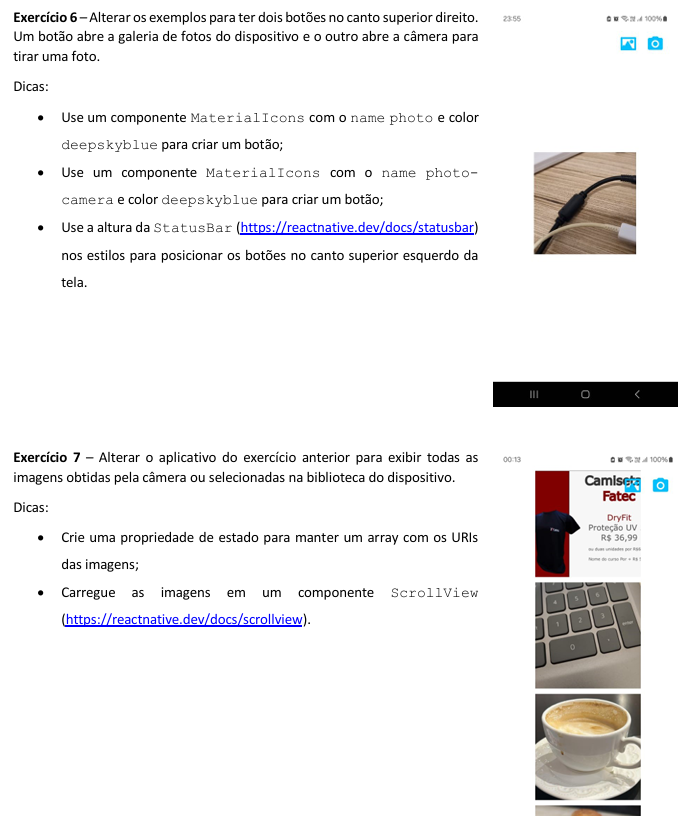 Exercício 6 – Alterar os exemplos para ter dois botões no canto superior direito.
Um botão abre a galeria de fotos do dispositivo e o outro abre a câmera para
tirar uma foto.
Dicas:
• Use um componente MaterialIcons com o name photo e color
deepskyblue para criar um botão;
• Use um componente MaterialIcons com o name photo-
camera e color deepskyblue para criar um botão;
• Use a altura da StatusBar (https://reactnative.dev/docs/statusbar)
nos estilos para posicionar os botões no canto superior esquerdo da
tela.
23:55
100%
Exercício 7 – Alterar o aplicativo do exercício anterior para exibir todas as
imagens obtidas pela câmera ou selecionadas na biblioteca do dispositivo.
Dicas:
• Crie uma propriedade de estado para manter um array com os URIs
das imagens;
• Carregue as imagens em um componente ScrollView
(https://reactnative.dev/docs/scrollview).
00:13
100%
Camiseta
Fatec
DryFit
Proteção UV
R$ 36,99